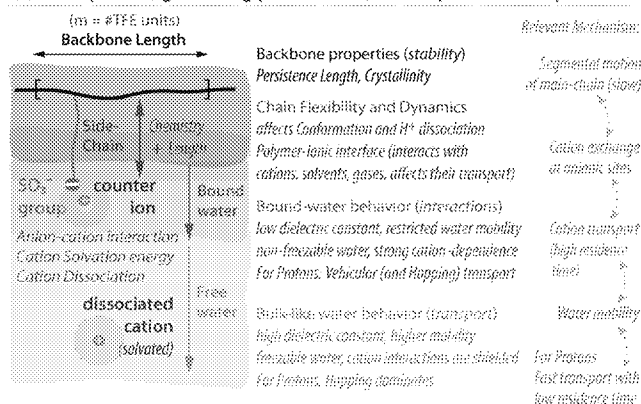 (m = #TFE units)
Backbone Length
Side-
Chain
Chemistry
+ Length
SO₃⁻
group
counter
ion
Bound
water
Anion-cation interaction
Cation Solvation energy
Cation Dissociation
dissociated
cation
(solvated)
Free
water
Backbone properties (stability)
Persistence Length, Crystallinity
Chain Flexibility and Dynamics
affects Conformation and H⁺ dissociation
Polymer-ionic interface (interacts with
cations, solvents, gases, affects their transport)
Bound-water behavior (interactions)
low dielectric constant, restricted water mobility
non-freezable water, strong cation-dependence
For Protons, Vehicular (and Hopping) transport
Bulk-like water behavior (transport)
high dielectric constant, higher mobility
freezable water, cation interactions are shielded
For Protons, Hopping dominates
Relevant Mechanism:
Segmental motion
of main-chain (slow)
Cation exchange
at anionic sites
Cation transport
(high residence
time)
Water mobility
For Protons
Fast transport with
low residence time